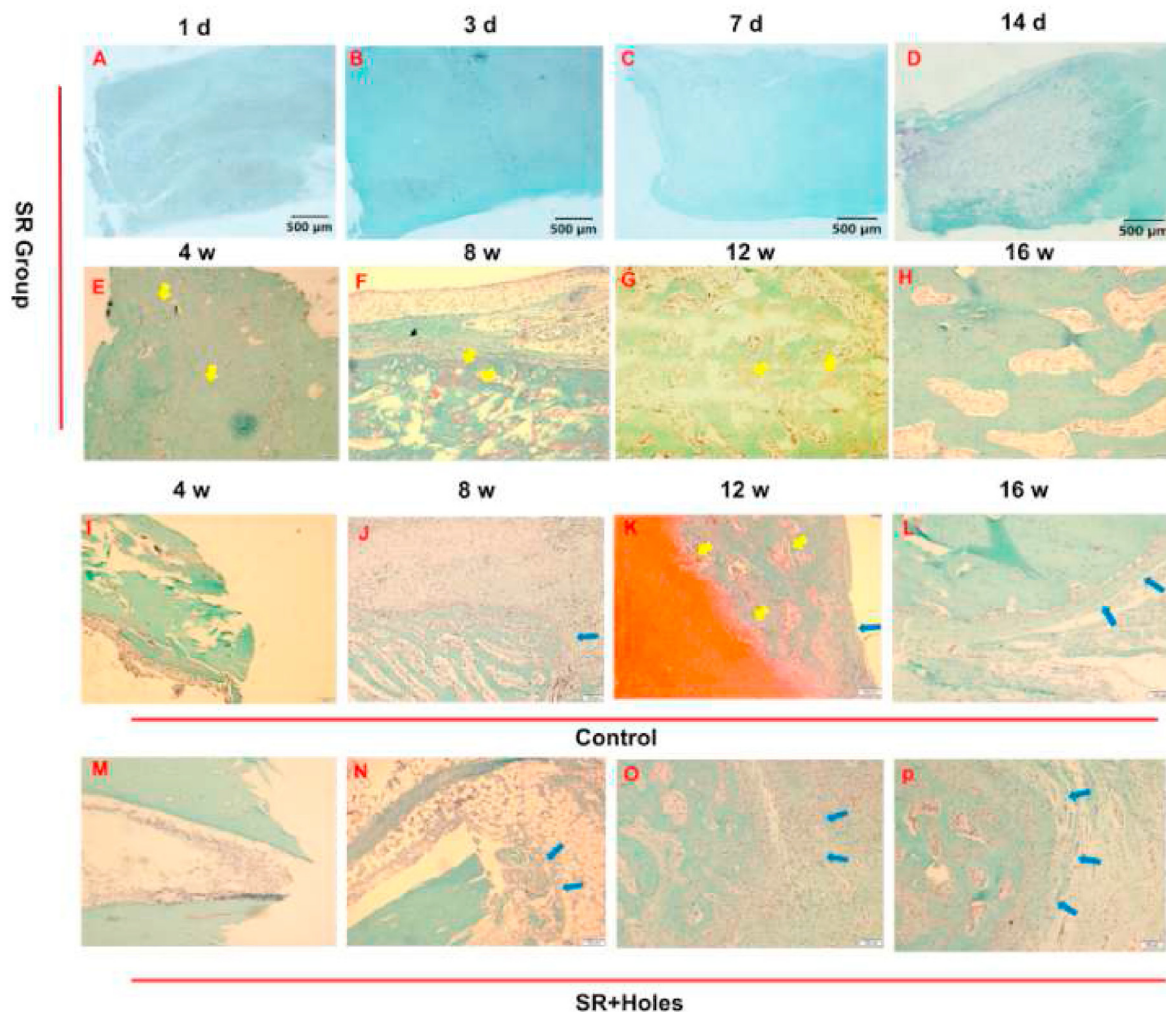 1 d 3 d 7 d 14 d
A B C D
500 µm 500 µm 500 µm 500 µm
SR Group
4 w 8 w 12 w 16 w
E F G H
4 w 8 w 12 w 16 w
I J K L
Control
M N O P
SR+Holes